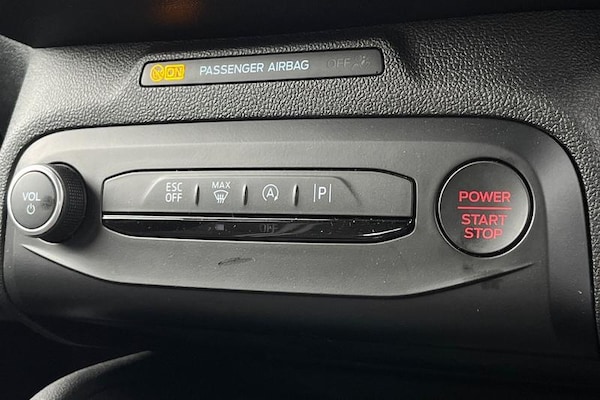 ON PASSENGER AIRBAG OFF
VOL
ESC
OFF
MAX
A
P
POWER
START
STOP
OFF